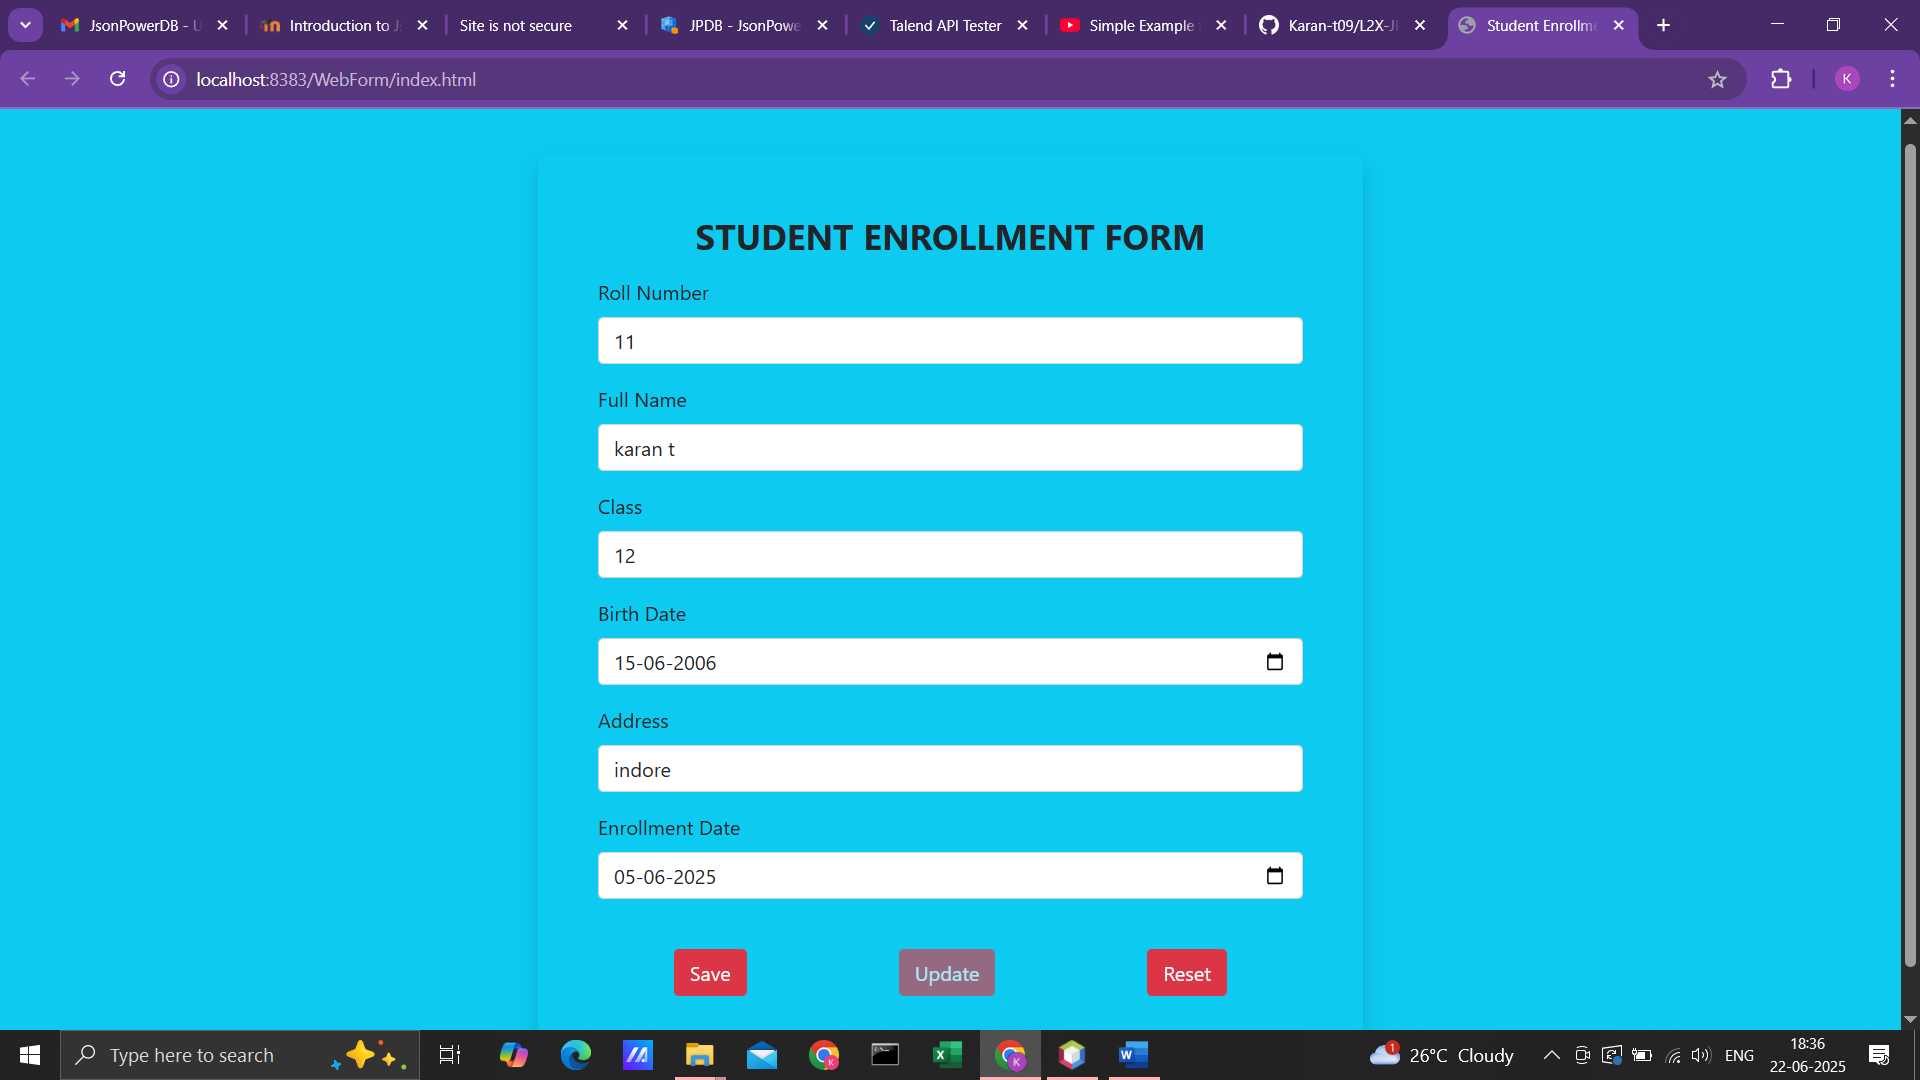 JsonPowerDB - U
Introduction to Js
Site is not secure
JPDB - JsonPowe
Talend API Tester
Simple Example
Karan-t09/L2X-JP
Student Enrollme
localhost:8383/WebForm/index.html
K
STUDENT ENROLLMENT FORM
Roll Number
11
Full Name
karan t
Class
12
Birth Date
15-06-2006
Address
indore
Enrollment Date
05-06-2025
Save
Update
Reset
Type here to search
1
26°C Cloudy
ENG
18:36
22-06-2025